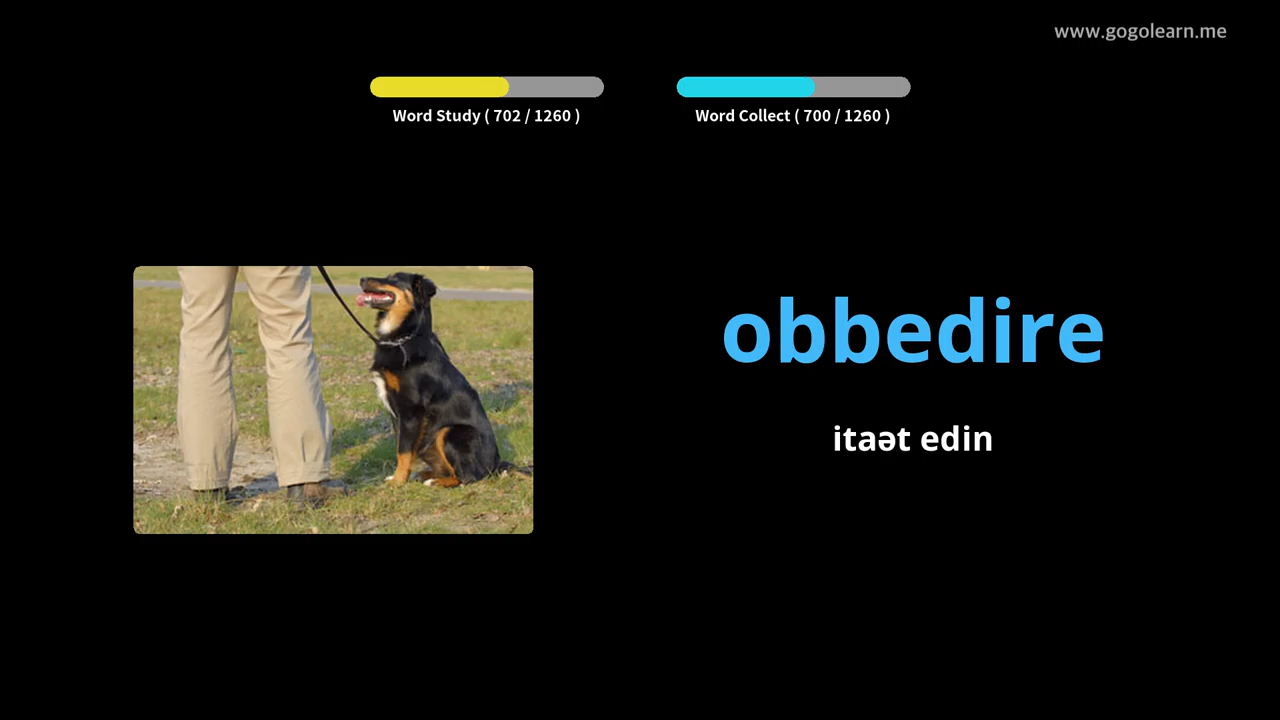 www.gogolearn.me
Word Study ( 702 / 1260 )
Word Collect ( 700 / 1260 )
obbedire
itaət edin